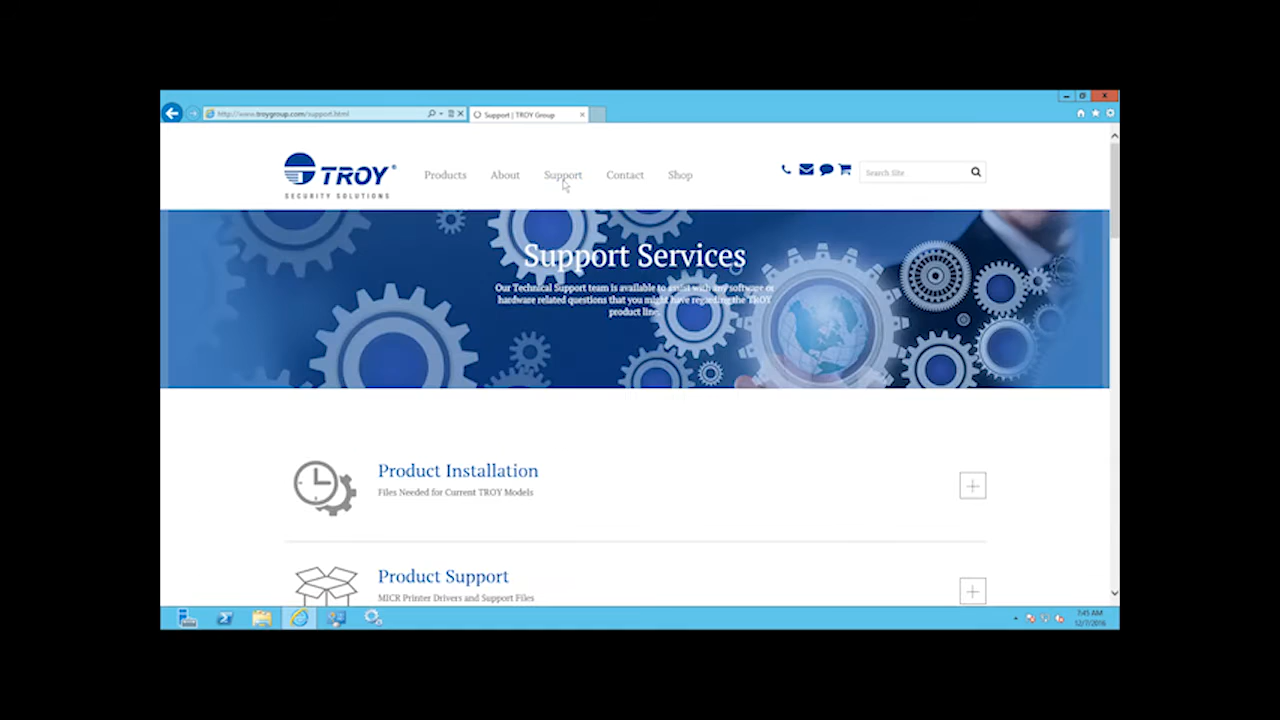 http://www.troygroup.com/support.html
Support | TROY Group
TROY®
SECURITY SOLUTIONS
Products
About
Support
Contact
Shop
Search Site
Support Services
Our Technical Support team is available to assist with any software or
hardware related questions that you might have regarding the TROY
product line.
Product Installation
Files Needed for Current TROY Models
Product Support
MICR Printer Drivers and Support Files
7:45 AM
12/7/2016